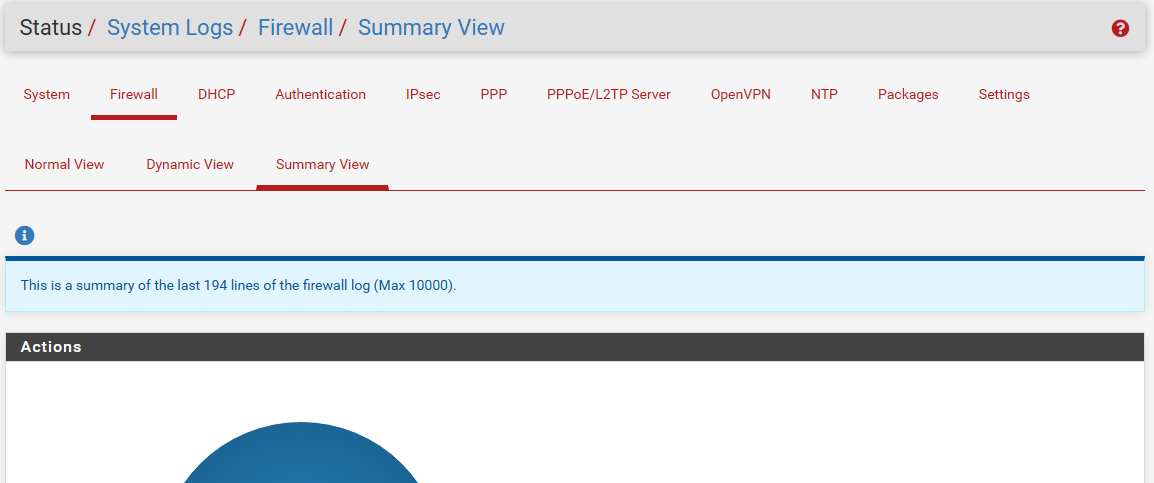 Status / System Logs / Firewall / Summary View
System Firewall DHCP Authentication IPsec PPP PPPoE/L2TP Server OpenVPN NTP Packages Settings
Normal View Dynamic View Summary View
This is a summary of the last 194 lines of the firewall log (Max 10000).
Actions